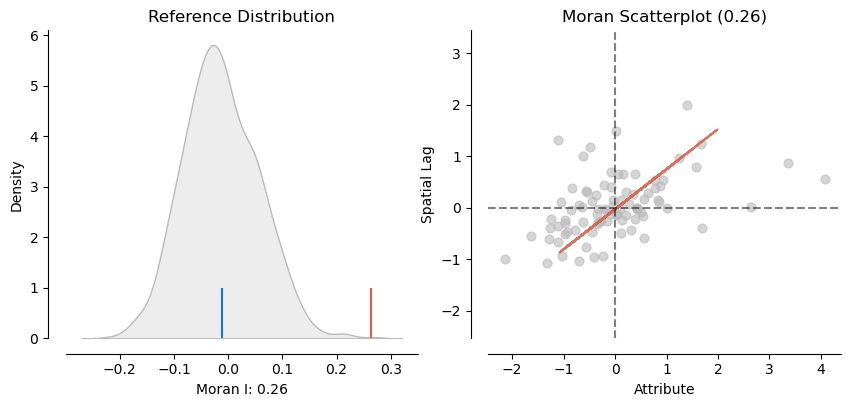 Reference Distribution
Density
6
5
4
3
2
1
0
−0.2 −0.1 0.0 0.1 0.2 0.3
Moran I: 0.26
Moran Scatterplot (0.26)
Spatial Lag
3
2
1
0
−1
−2
−2 −1 0 1 2 3 4
Attribute